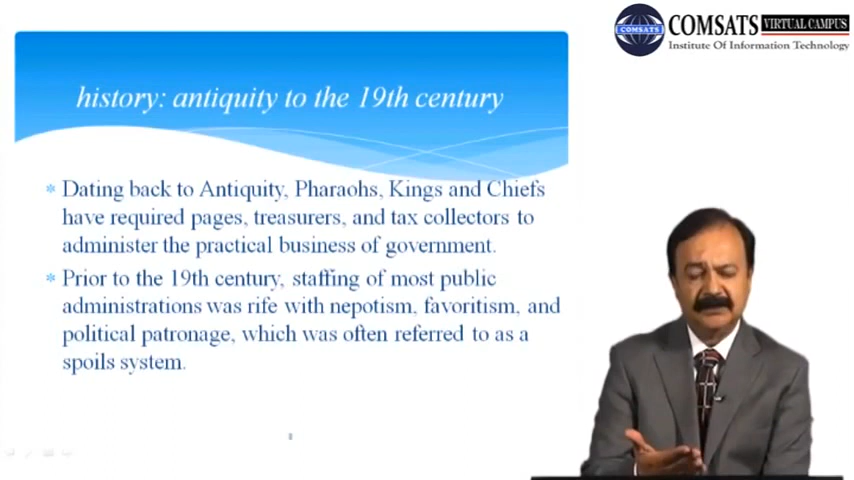 COMSATS VIRTUAL CAMPUS
Institute Of Information Technology
COMSATS
history: antiquity to the 19th century
Dating back to Antiquity, Pharaohs, Kings and Chiefs
have required pages, treasurers, and tax collectors to
administer the practical business of government.
Prior to the 19th century, staffing of most public
administrations was rife with nepotism, favoritism, and
political patronage, which was often referred to as a
spoils system.